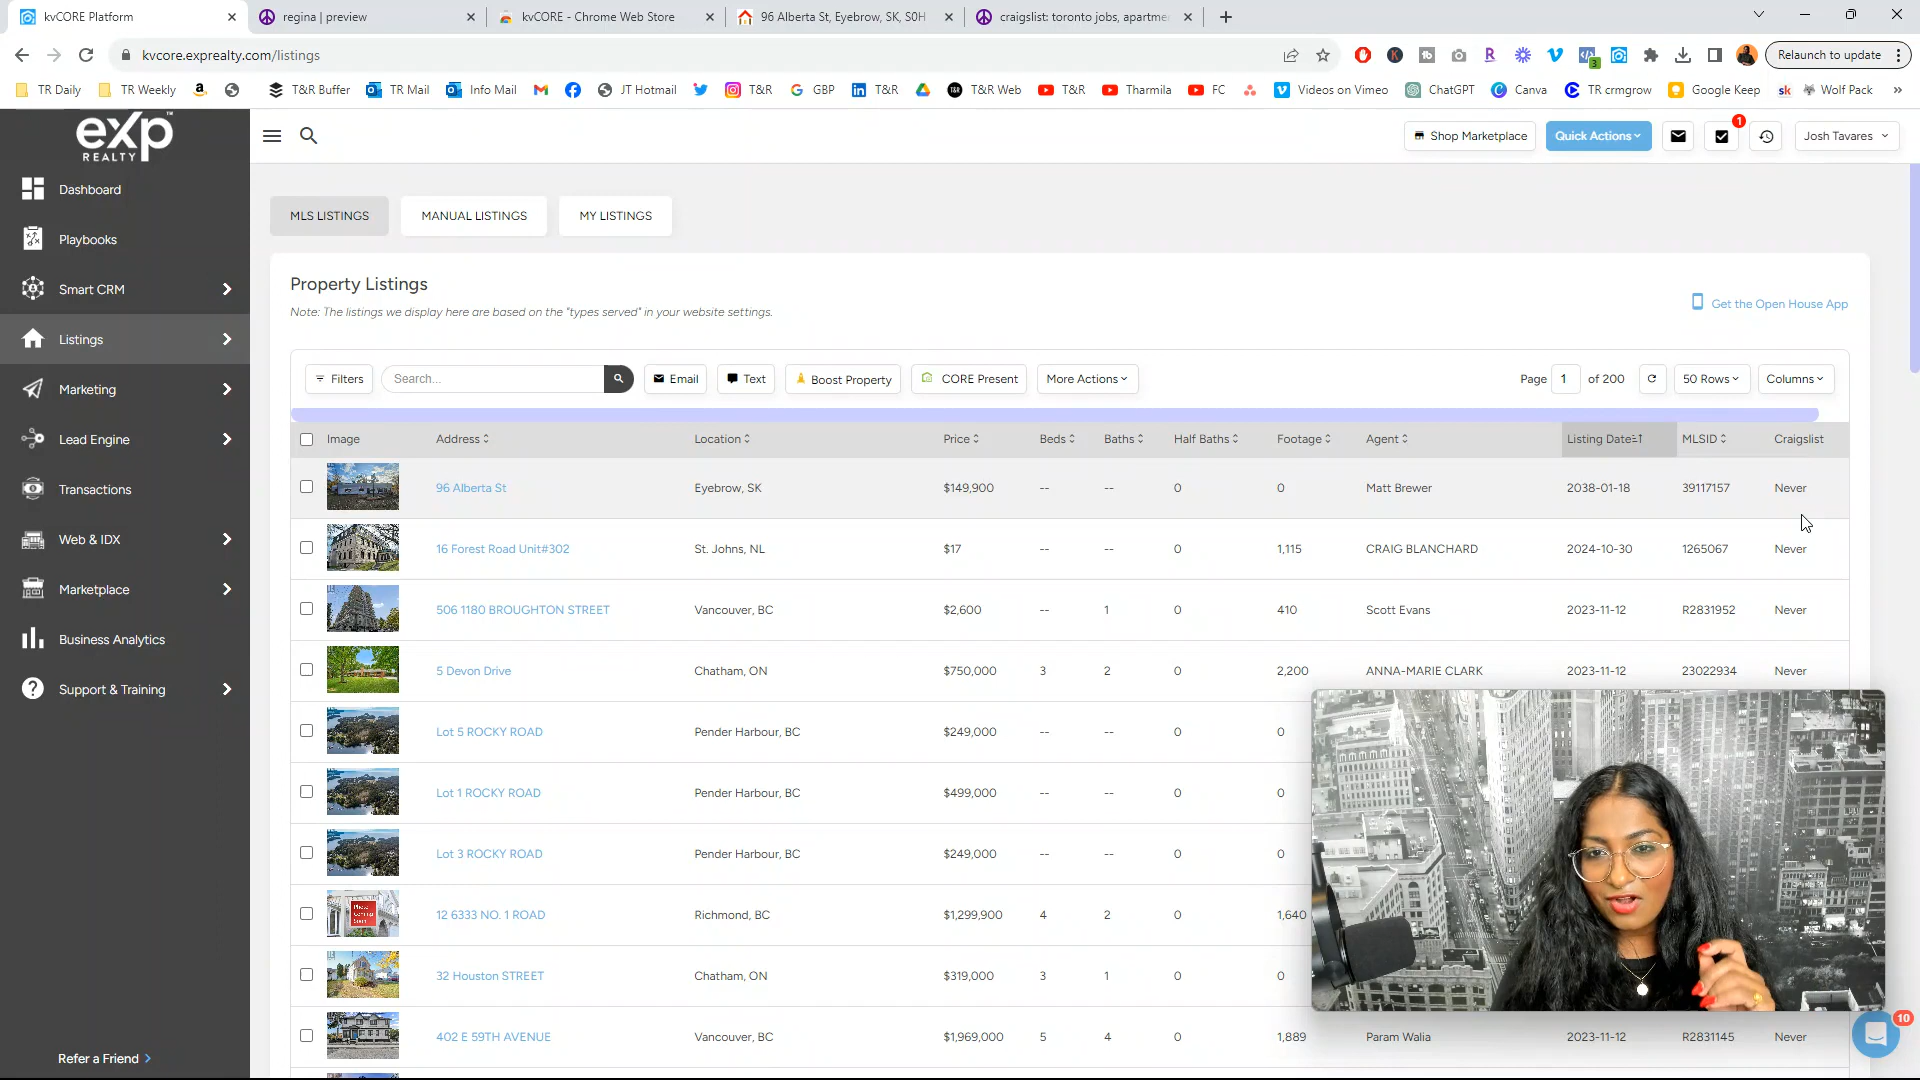 kvCORE Platform
regina | preview
kvCORE - Chrome Web Store
96 Alberta St, Eyebrow, SK, S0H
craigslist: toronto jobs, apartme
kvcore.exprealty.com/listings
Relaunch to update
TR Daily
TR Weekly
T&R Buffer
TR Mail
Info Mail
JT Hotmail
T&R
GBP
T&R
T&R Web
T&R
Tharmila
FC
Videos on Vimeo
ChatGPT
Canva
TR crmgrow
Google Keep
Wolf Pack
eXp
REALTY
Shop Marketplace
Quick Actions
1
Josh Tavares
Dashboard
Playbooks
Smart CRM
Listings
Marketing
Lead Engine
Transactions
Web & IDX
Marketplace
Business Analytics
Support & Training
Refer a Friend
MLS LISTINGS
MANUAL LISTINGS
MY LISTINGS
Property Listings
Note: The listings we display here are based on the "types served" in your website settings.
Get the Open House App
Filters
Search...
Email
Text
Boost Property
CORE Present
More Actions
Page 1 of 200
50 Rows
Columns
Image Address Location Price Beds Baths Half Baths Footage Agent Listing Date MLSID Craigslist
96 Alberta St Eyebrow, SK $149,900 -- -- 0 0 Matt Brewer 2038-01-18 39117157 Never
16 Forest Road Unit#302 St. Johns, NL $17 -- -- 0 1,115 CRAIG BLANCHARD 2024-10-30 1265067 Never
506 1180 BROUGHTON STREET Vancouver, BC $2,600 -- 1 0 410 Scott Evans 2023-11-12 R2831952 Never
5 Devon Drive Chatham, ON $750,000 3 2 0 2,200 ANNA-MARIE CLARK 2023-11-12 23022934 Never
Lot 5 ROCKY ROAD Pender Harbour, BC $249,000 -- -- 0 0
Lot 1 ROCKY ROAD Pender Harbour, BC $499,000 -- -- 0 0
Lot 3 ROCKY ROAD Pender Harbour, BC $249,000 -- -- 0 0
12 6333 NO. 1 ROAD Richmond, BC $1,299,900 4 2 0 1,640
32 Houston STREET Chatham, ON $319,000 3 1 0 0
402 E 59TH AVENUE Vancouver, BC $1,969,000 5 4 0 1,889 Param Walia 2023-11-12 R2831145 Never
10